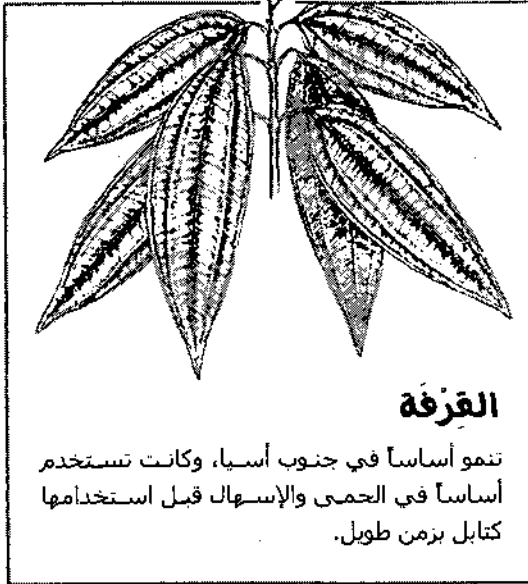 القِرْفَة
تنمو أساساً في جنوب أسيا، وكانت تستخدم
أساساً في الحمى والإسهال قبل استخدامها
كتابل بزمن طويل.